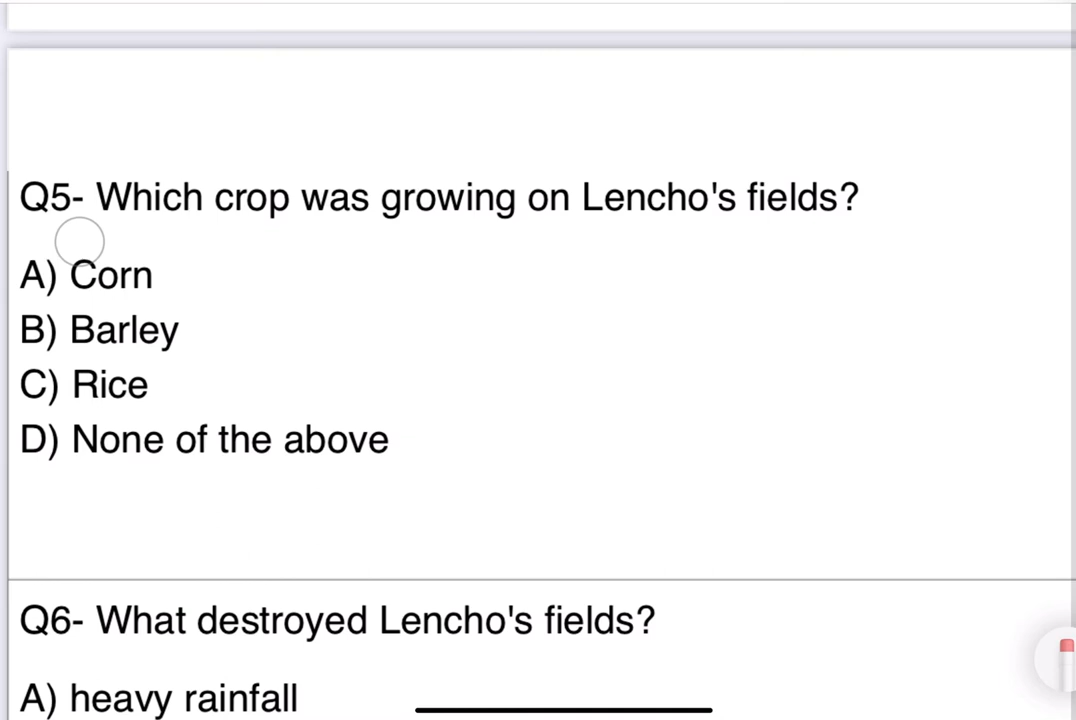 Q5- Which crop was growing on Lencho's fields?
A) Corn
B) Barley
C) Rice
D) None of the above
Q6- What destroyed Lencho's fields?
A) heavy rainfall